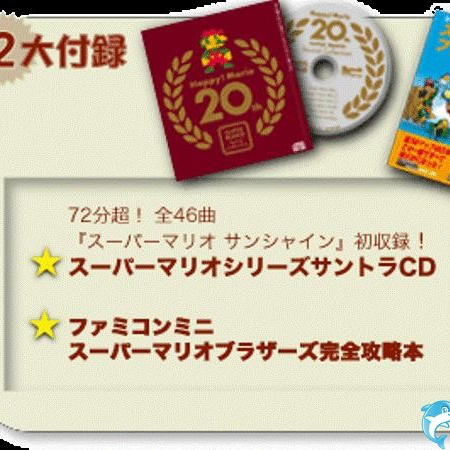 2大付録
Happy! Mario
20th
72分超！ 全46曲
『スーパーマリオ サンシャイン』初収録！
スーパーマリオシリーズサントラCD
ファミコンミニ
スーパーマリオブラザーズ完全攻略本